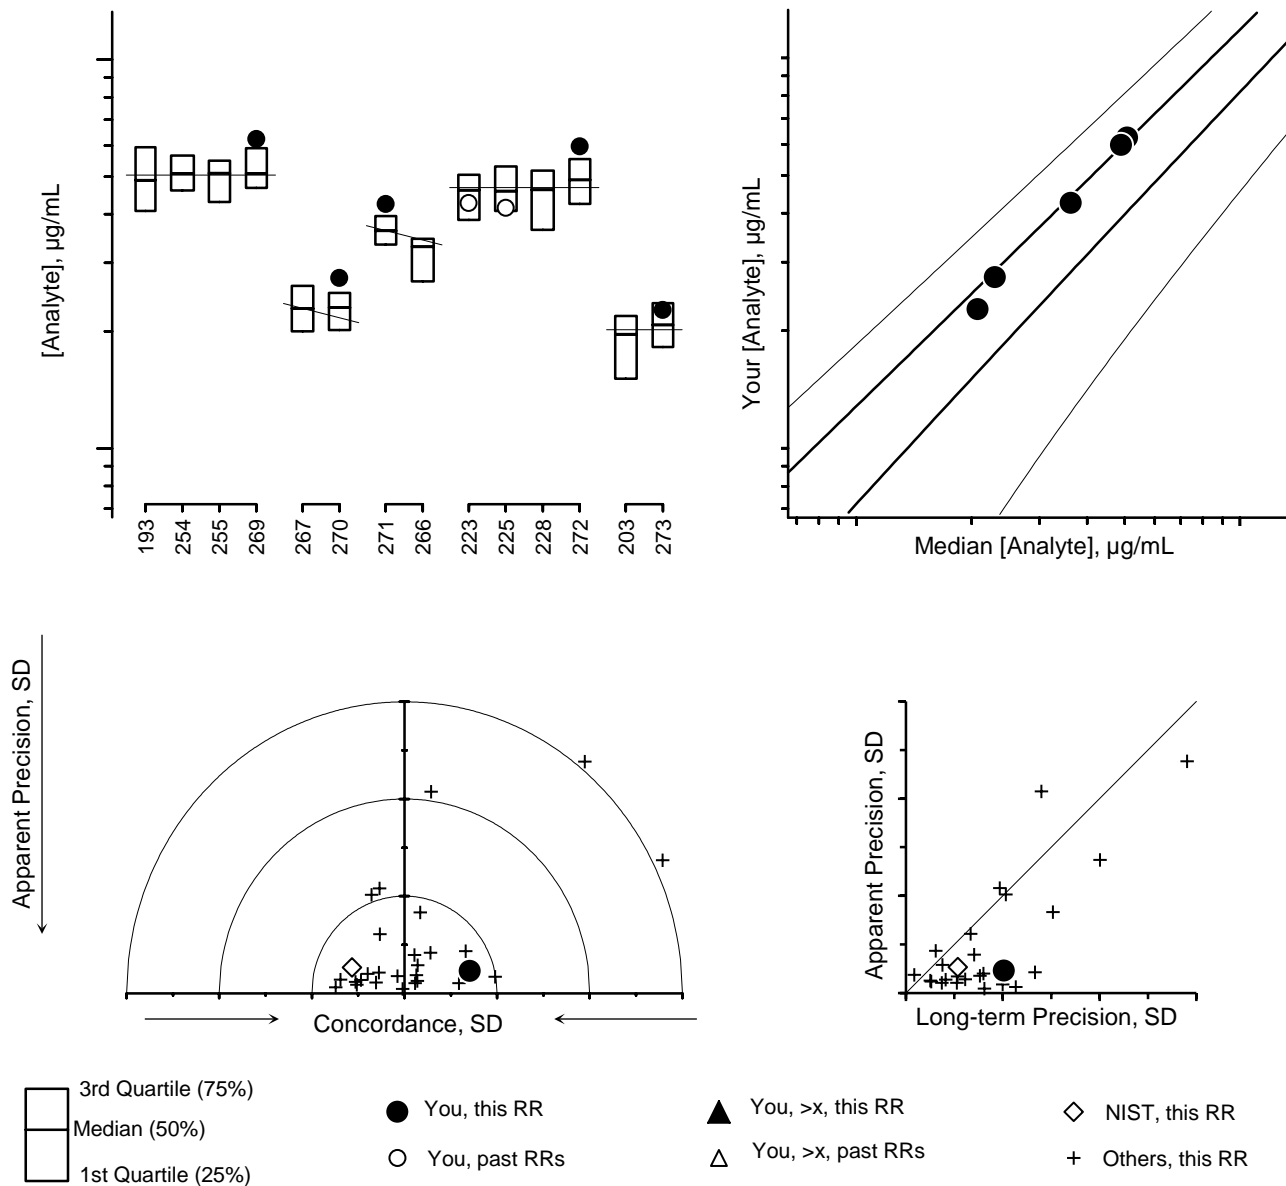 [Analyte], µg/mL
193
254
255
269
267
270
271
266
223
225
228
272
203
273
Your [Analyte], µg/mL
Median [Analyte], µg/mL
Apparent Precision, SD
Concordance, SD
Apparent Precision, SD
Long-term Precision, SD
3rd Quartile (75%)
Median (50%)
1st Quartile (25%)
You, this RR
You, past RRs
You, >x, this RR
You, >x, past RRs
NIST, this RR
Others, this RR